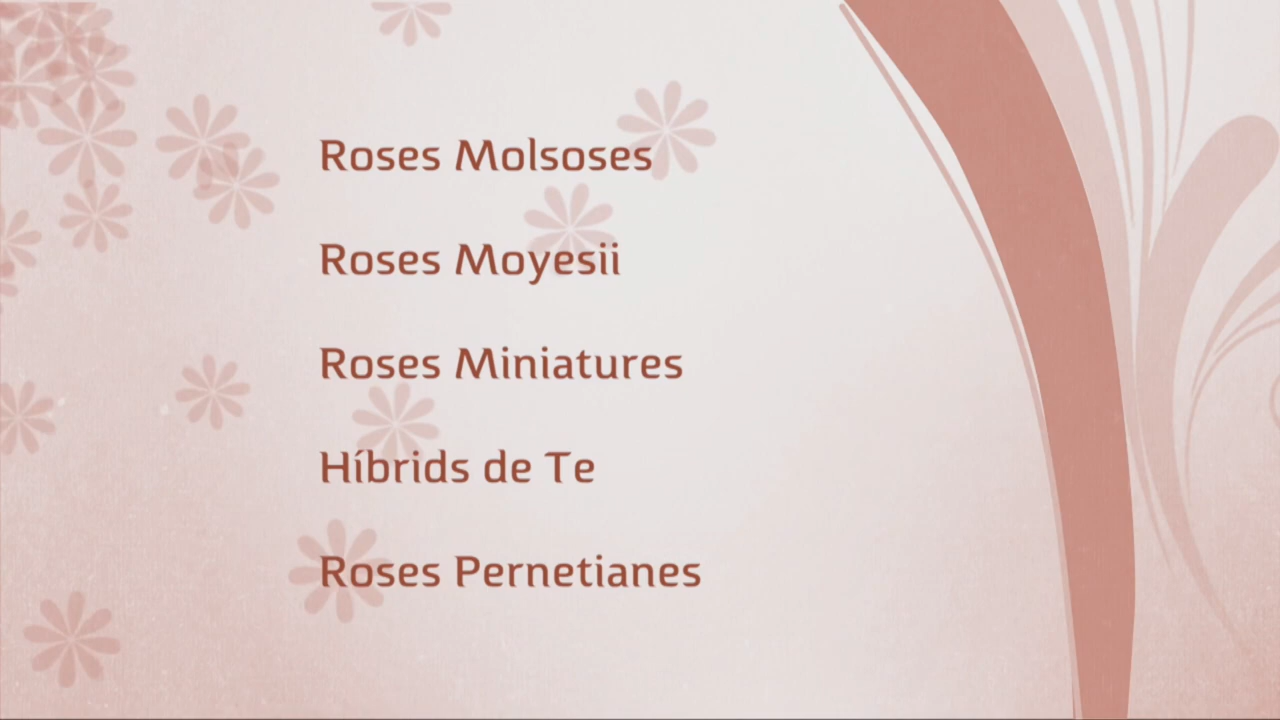 Roses Molsoses
Roses Moyesii
Roses Miniatures
Híbrids de Te
Roses Pernetianes